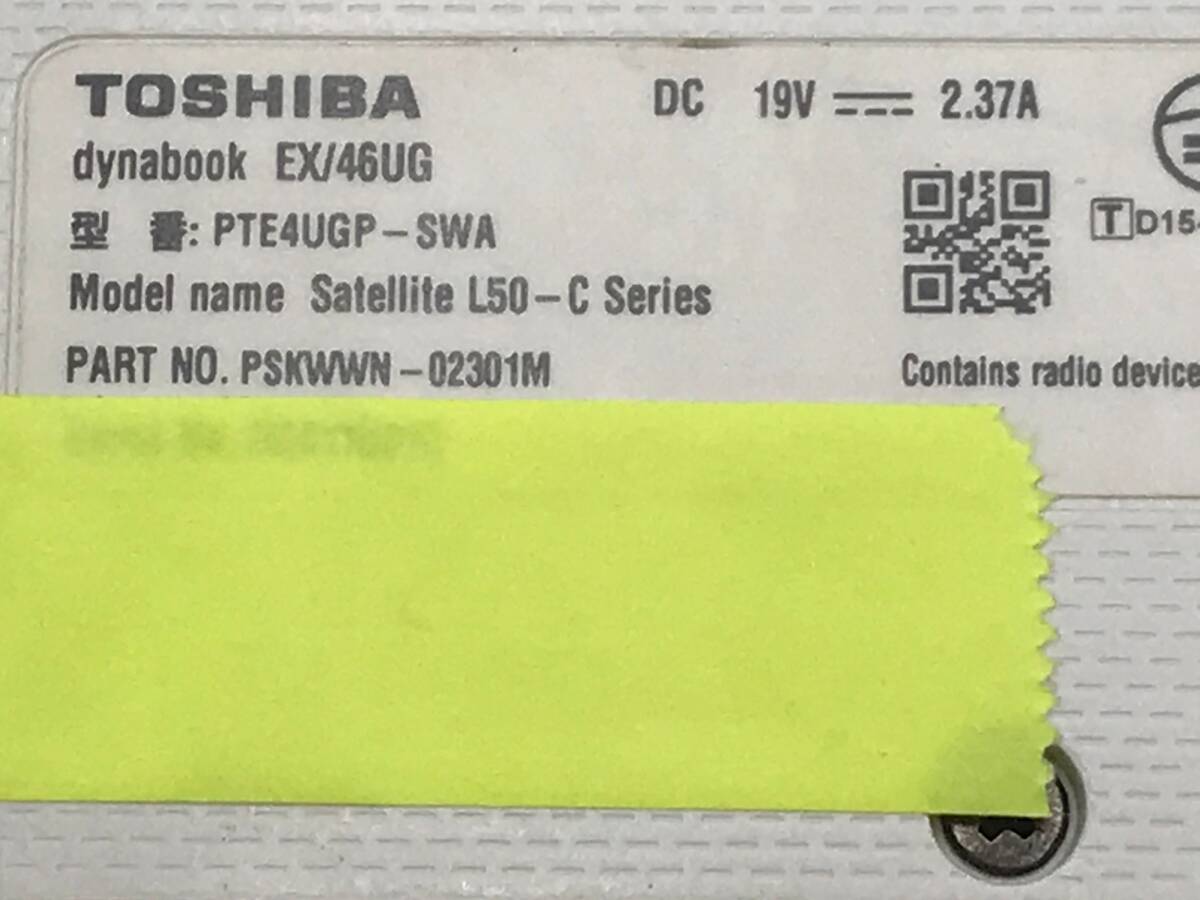 TOSHIBA
DC 19V 2.37A
dynabook EX/46UG
型 番: PTE4UGP-SWA
T D15-
Model name Satellite L50-C Series
PART NO. PSKWWN-02301M
Contains radio device